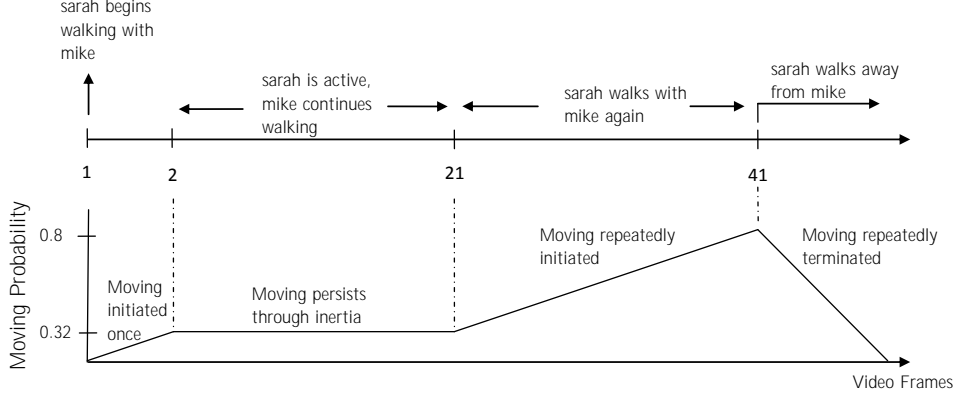 sarah begins
walking with
mike
sarah is active,
mike continues
walking
sarah walks with
mike again
sarah walks away
from mike
1
2
21
41
Moving Probability
0.8
0.32
Moving
initiated
once
Moving persists
through inertia
Moving repeatedly
initiated
Moving repeatedly
terminated
Video Frames